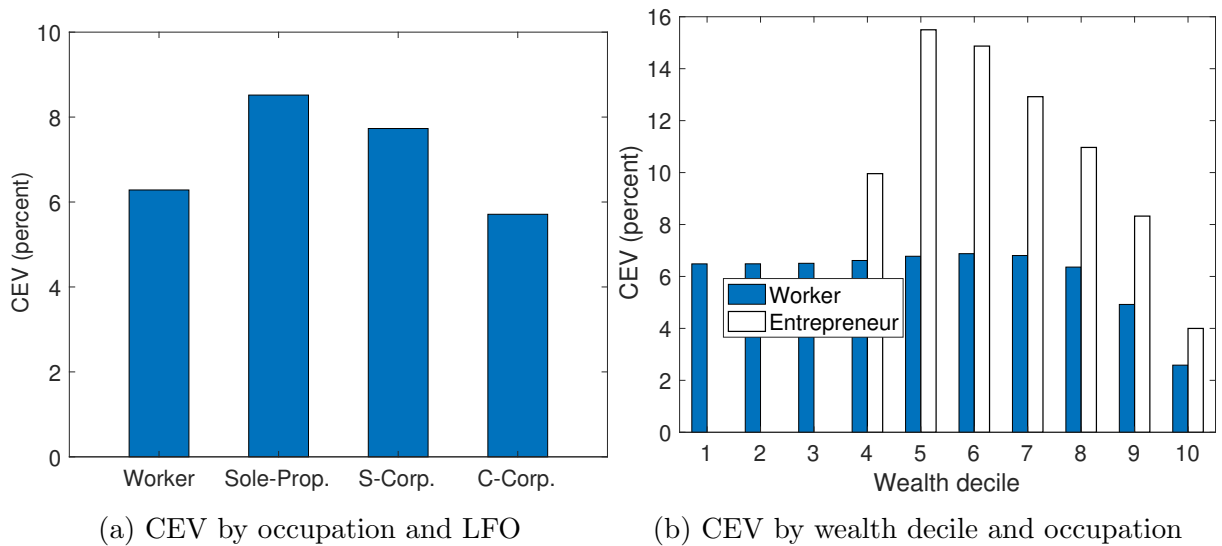 10
8
6
4
2
0
CEV (percent)
Worker Sole-Prop. S-Corp. C-Corp.
(a) CEV by occupation and LFO
16
14
12
10
8
6
4
2
0
CEV (percent)
Worker
Entrepreneur
1 2 3 4 5 6 7 8 9 10
Wealth decile
(b) CEV by wealth decile and occupation